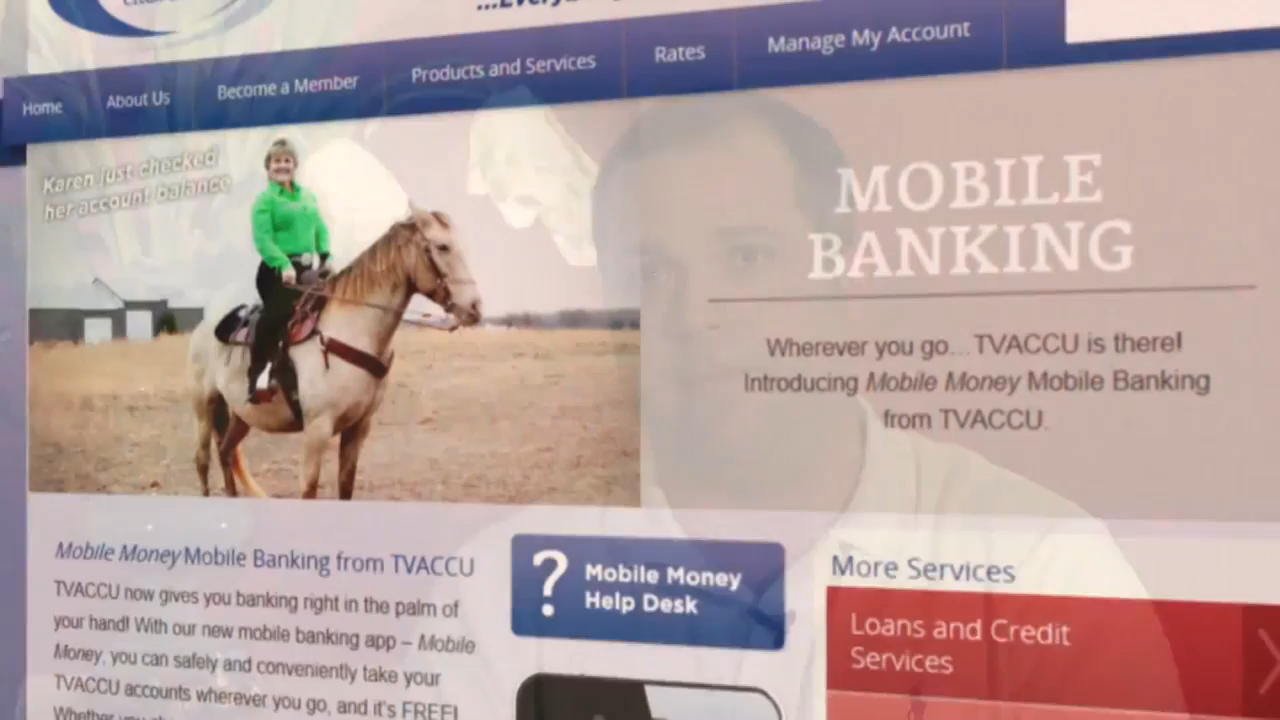 Home
About Us
Become a Member
Products and Services
Rates
Manage My Account
Karen just checked
her account balance
MOBILE
BANKING
Wherever you go... TVACCU is there!
Introducing Mobile Money Mobile Banking
from TVACCU.
Mobile Money Mobile Banking from TVACCU
TVACCU now gives you banking right in the palm of
your hand! With our new mobile banking app – Mobile
Money, you can safely and conveniently take your
TVACCU accounts wherever you go, and it's FREE!
Whether
? Mobile Money
Help Desk
More Services
Loans and Credit
Services